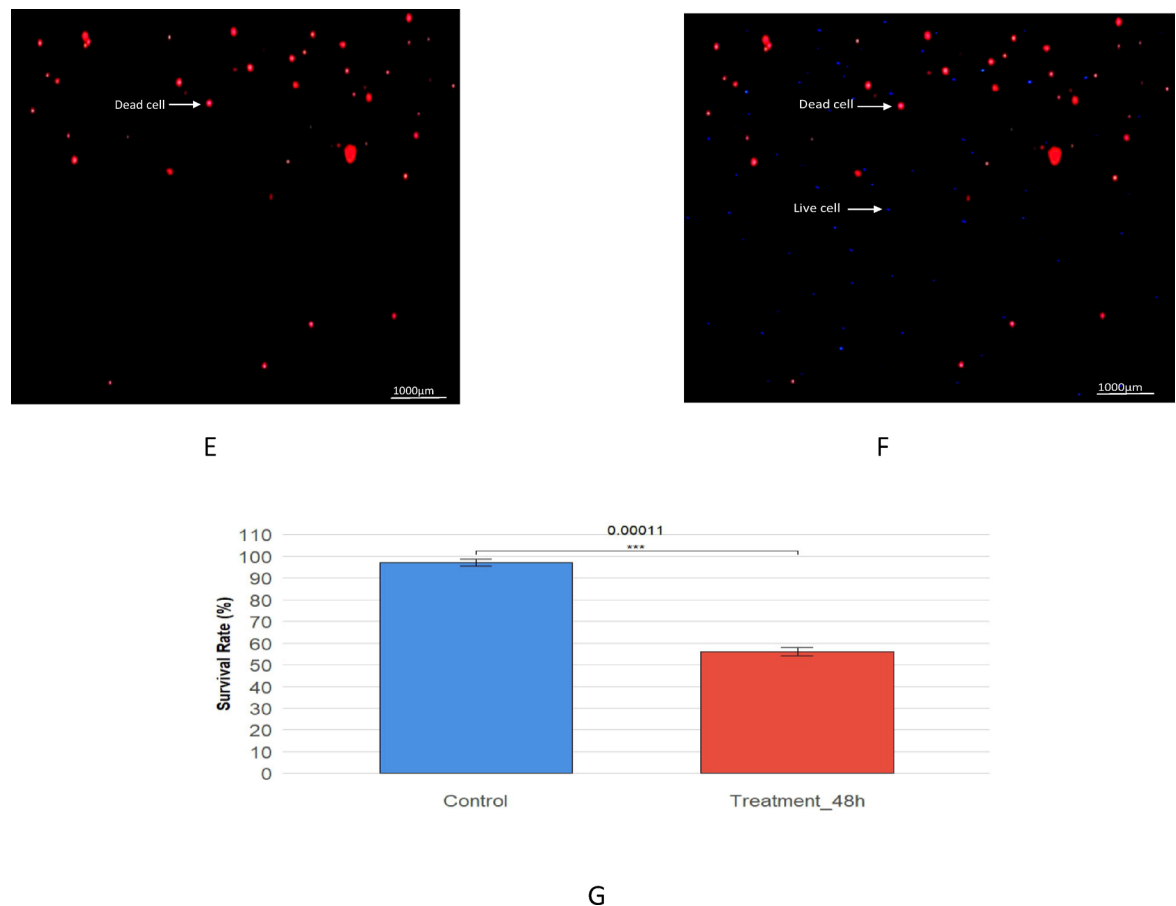 Dead cell
1000µm
E
Dead cell
Live cell
1000µm
F
0.00011
***
Survival Rate (%)
110
100
90
80
70
60
50
40
30
20
10
0
Control
Treatment_48h
G